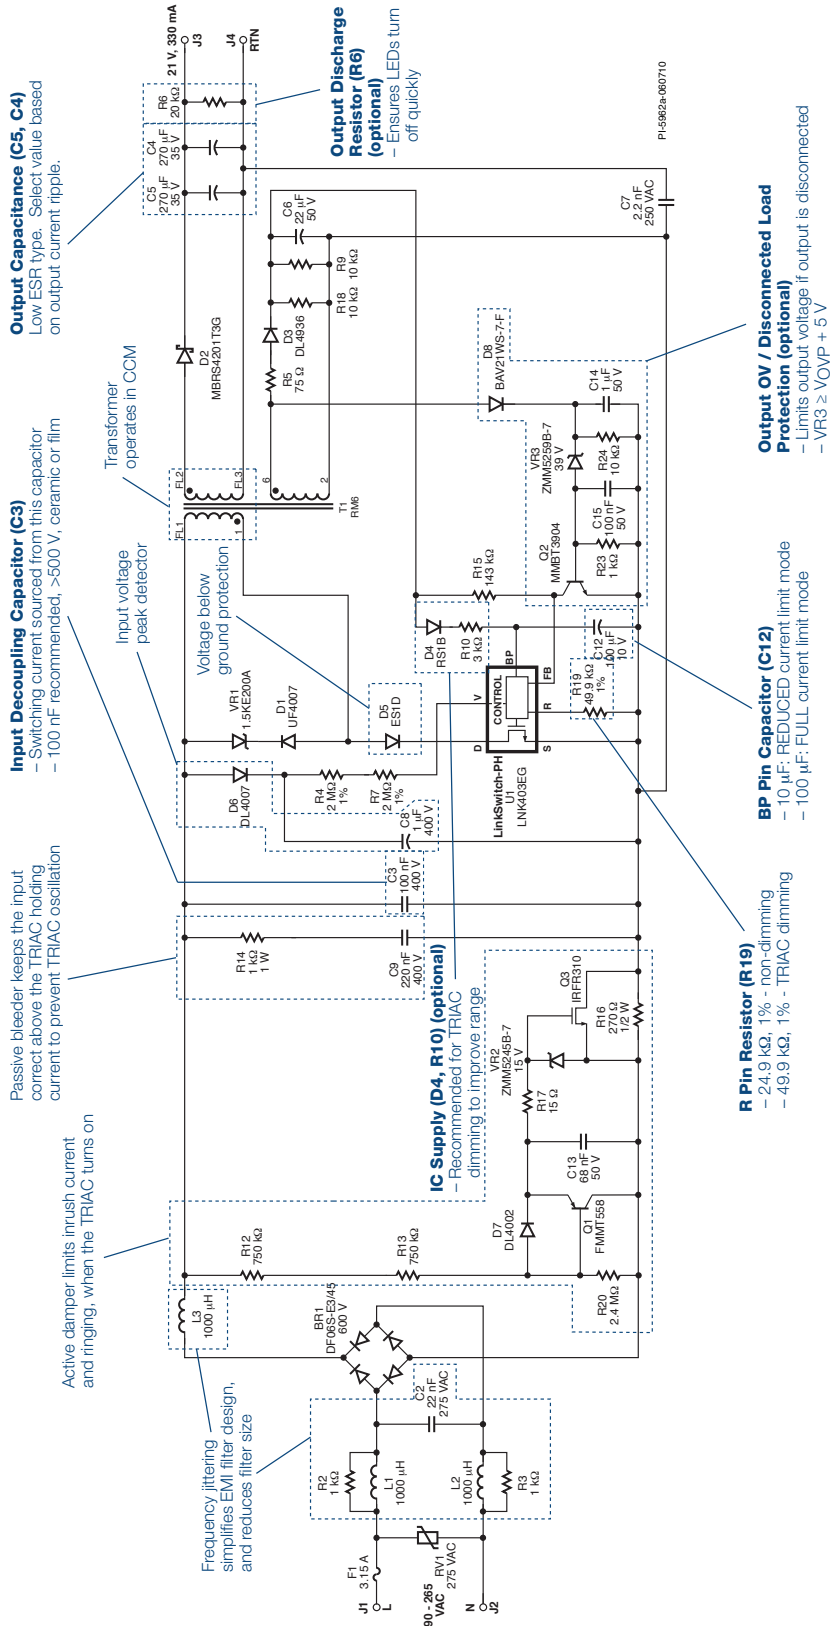 Active damper limits inrush current
and ringing, when the TRIAC turns on
Passive bleeder keeps the input
correct above the TRIAC holding
current to prevent TRIAC oscillation
Input Decoupling Capacitor (C3)
– Switching current sourced from this capacitor
– 100 nF recommended, >500 V, ceramic or film
Input voltage
peak detector
Transformer
operates in CCM
Output Capacitance (C5, C4)
Low ESR type. Select value based
on output current ripple.
Frequency jittering
simplifies EMI filter design,
and reduces filter size
Voltage below
ground protection
Output Discharge
Resistor (R6)
(optional)
– Ensures LEDs turn
off quickly
IC Supply (D4, R10) (optional)
– Recommended for TRIAC
dimming to improve range
R Pin Resistor (R19)
– 24.9 kΩ, 1% - non-dimming
– 49.9 kΩ, 1% - TRIAC dimming
BP Pin Capacitor (C12)
– 10 µF: REDUCED current limit mode
– 100 µF: FULL current limit mode
Output OV / Disconnected Load
Protection (optional)
– Limits output voltage if output is disconnected
– VR3 ≥ VOVP + 5 V
J1
L
F1
3.15 A
90 - 265
VAC
RV1
275 VAC
N
J2
R2
1 kΩ
L1
1000 µH
L2
1000 µH
R3
1 kΩ
C2
22 nF
275 VAC
BR1
DF06S-E3/45
600 V
L3
1000 µH
R12
750 kΩ
R13
750 kΩ
R20
2.4 MΩ
D7
DL4002
Q1
FMMT558
C13
68 nF
50 V
R17
15 Ω
VR2
ZMM5245B-7
15 V
Q3
IRFR310
R16
270 Ω
1/2 W
R14
1 kΩ
1 W
C9
220 nF
400 V
C3
100 nF
400 V
C8
1 µF
400 V
D6
DL4007
R4
2 MΩ
1%
R7
2 MΩ
1%
VR1
1.5KE200A
D1
UF4007
D5
ES1D
LinkSwitch-PH
U1
LNK403EG
D
S
V
CONTROL
BP
R
FB
R19
49.9 kΩ
1%
D4
RS1B
R10
3 kΩ
C12
100 µF
10 V
R15
143 kΩ
Q2
MMBT3904
R23
1 kΩ
C15
100 nF
50 V
VR3
ZMM5259B-7
39 V
R24
10 kΩ
C14
1 µF
50 V
D8
BAV21WS-7-F
FL1
1
FL2
FL3
6
2
T1
RM6
R5
75 Ω
D3
DL4936
R18
10 kΩ
R9
10 kΩ
C6
22 µF
50 V
D2
MBRS4201T3G
C5
270 µF
35 V
C4
270 µF
35 V
R6
20 kΩ
21 V, 330 mA
J3
J4
RTN
C7
2.2 nF
250 VAC
PI-5962a-060710